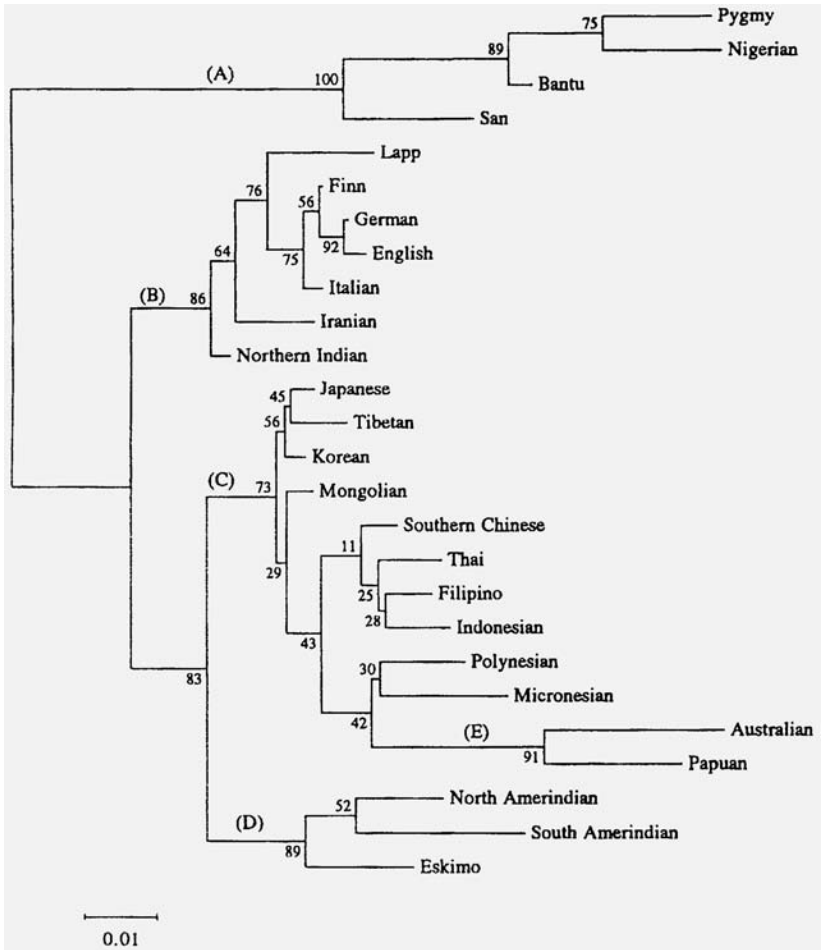 Pygmy
75
Nigerian
89
(A)
100
Bantu
San
Lapp
76
Finn
56
German
92
English
75
64
Italian
(B)
86
Iranian
Northern Indian
Japanese
45
Tibetan
56
Korean
(C)
73
Mongolian
Southern Chinese
11
Thai
29
25
Filipino
28
Indonesian
43
30
Polynesian
Micronesian
83
42
(E)
Australian
91
Papuan
North Amerindian
52
(D)
South Amerindian
89
Eskimo
0.01